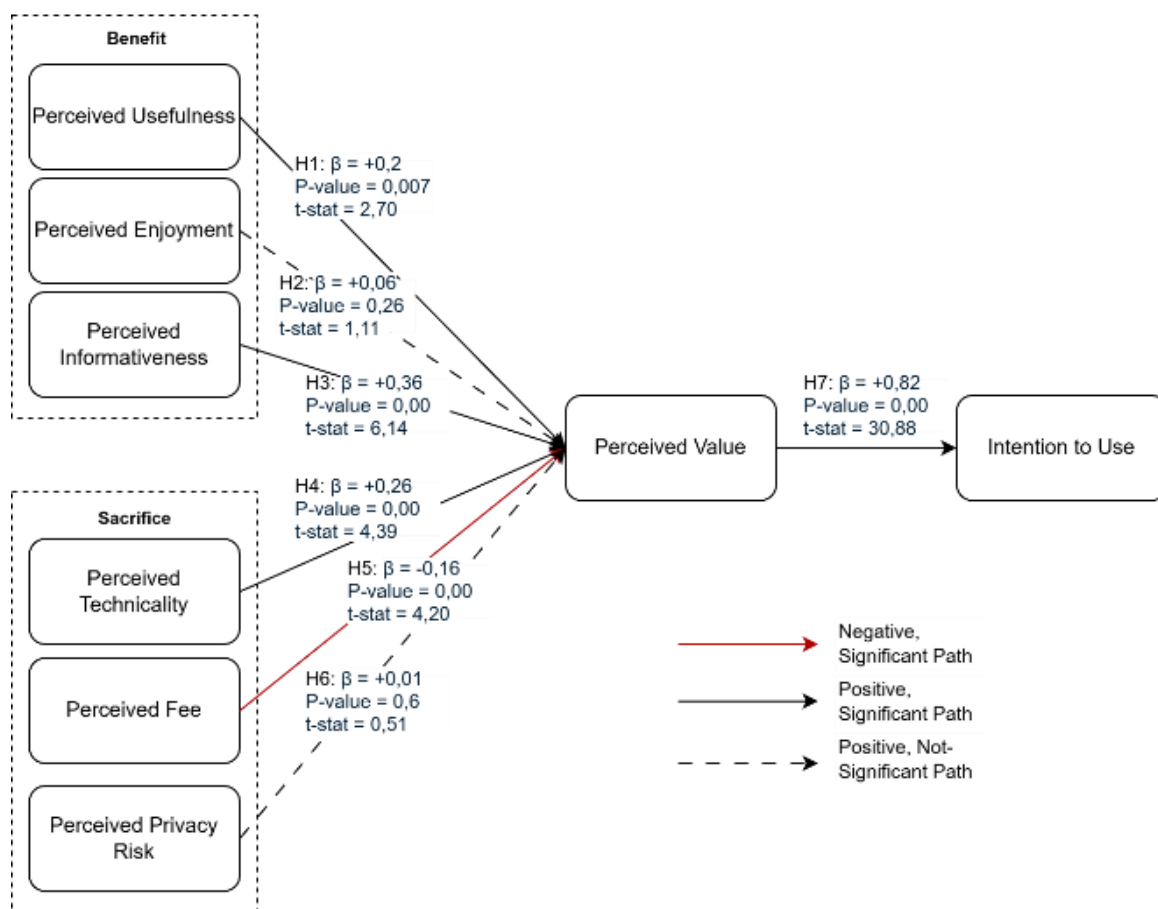 Benefit
Perceived Usefulness
Perceived Enjoyment
Perceived
Informativeness
H1: β = +0,2
P-value = 0,007
t-stat = 2,70
H2: β = +0,06
P-value = 0,26
t-stat = 1,11
H3: β = +0,36
P-value = 0,00
t-stat = 6,14
Perceived Value
H7: β = +0,82
P-value = 0,00
t-stat = 30,88
Intention to Use
Sacrifice
Perceived
Technicality
Perceived Fee
Perceived Privacy
Risk
H4: β = +0,26
P-value = 0,00
t-stat = 4,39
H5: β = -0,16
P-value = 0,00
t-stat = 4,20
H6: β = +0,01
P-value = 0,6
t-stat = 0,51
Negative,
Significant Path
Positive,
Significant Path
Positive, Not-
Significant Path